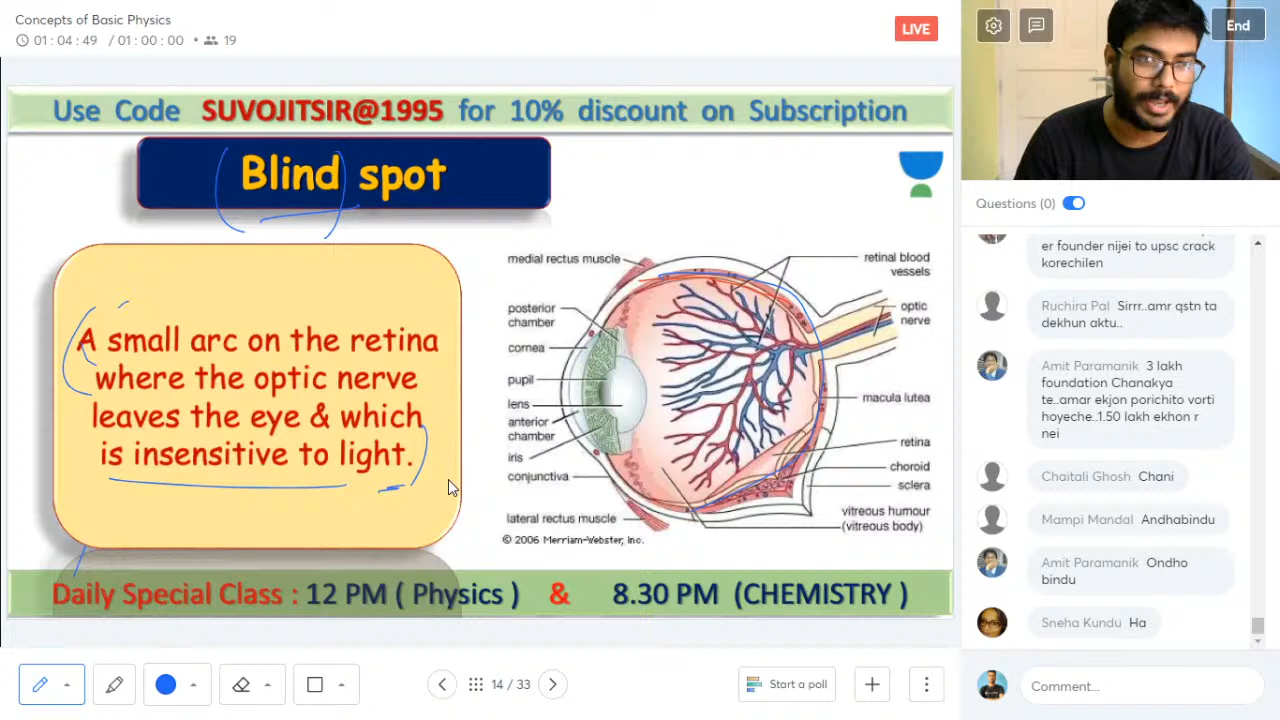 Concepts of Basic Physics
01:04:49 / 01:00:00 • 19
LIVE
End
Use Code SUVOJITSIR@1995 for 10% discount on Subscription
Blind spot
A small arc on the retina
where the optic nerve
leaves the eye & which
is insensitive to light.
medial rectus muscle
posterior
chamber
cornea
pupil
lens
anterior
chamber
iris
conjunctiva
lateral rectus muscle
© 2006 Merriam-Webster, Inc.
retinal blood
vessels
optic
nerve
macula lutea
retina
choroid
sclera
vitreous humour
(vitreous body)
Daily Special Class : 12 PM ( Physics ) & 8.30 PM (CHEMISTRY )
14 / 33
Start a poll
Questions (0)
er founder nijei to upsc crack
korechilen
Ruchira Pal Sirrr..amr qstn ta
dekhun aktu..
Amit Paramanik 3 lakh
foundation Chanakya
te..amar ekjon porichito vorti
hoyeche..1.50 lakh ekhon r
nei
Chaitali Ghosh Chani
Mampi Mandal Andhabindu
Amit Paramanik Ondho
bindu
Sneha Kundu Ha
Comment...